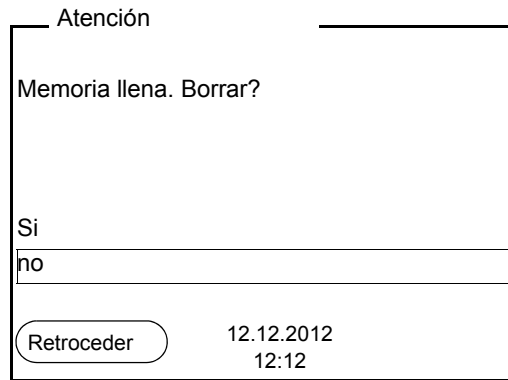 Atención
Memoria llena. Borrar?
Si
no
Retroceder
12.12.2012
12:12